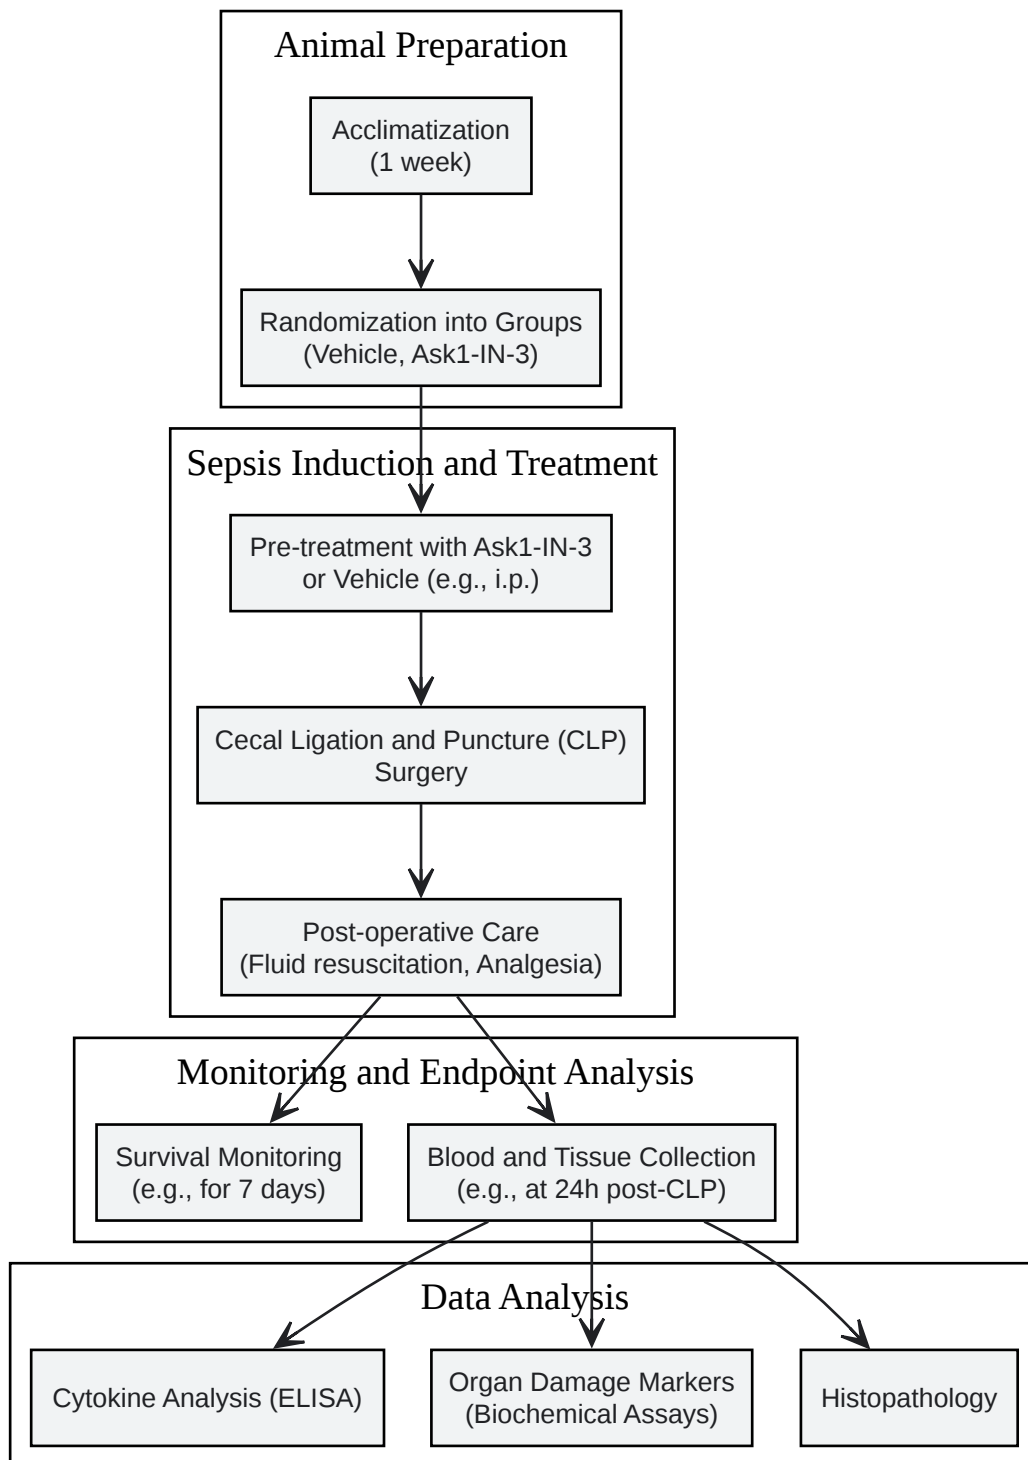 Animal Preparation
Acclimatization
(1 week)
Randomization into Groups
(Vehicle, Ask1-IN-3)
Sepsis Induction and Treatment
Pre-treatment with Ask1-IN-3
or Vehicle (e.g., i.p.)
Cecal Ligation and Puncture (CLP)
Surgery
Post-operative Care
(Fluid resuscitation, Analgesia)
Monitoring and Endpoint Analysis
Survival Monitoring
(e.g., for 7 days)
Blood and Tissue Collection
(e.g., at 24h post-CLP)
Data Analysis
Cytokine Analysis (ELISA)
Organ Damage Markers
(Biochemical Assays)
Histopathology